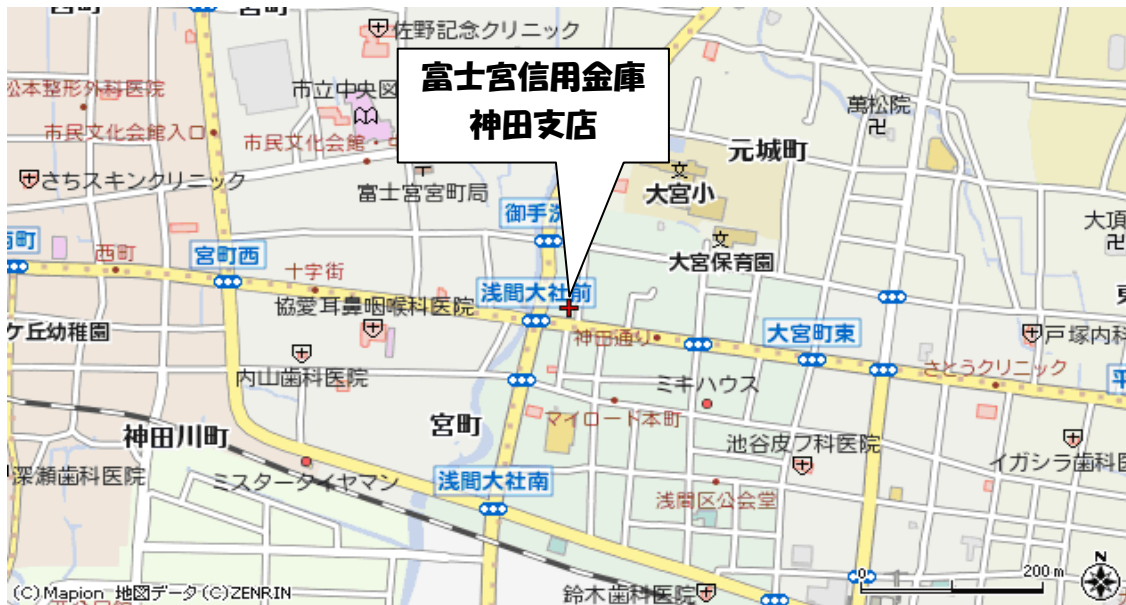 宮町
佐野記念クリニック
富士宮信用金庫
神田支店
松本整形外科医院
市立中央図
萬松院
市民文化会館入口
市民文化会館・中
元城町
さちスキンクリニック
富士宮宮町局
大宮小
御手洗
大頂
西町
西町
宮町西
大宮保育園
十字街
浅間大社前
協愛耳鼻咽喉科医院
ケ丘幼稚園
神田通り
大宮町東
戸塚内科
さとうクリニック
内山歯科医院
ミキハウス
平
マイロード本町
宮町
神田川町
池谷皮フ科医院
イガシラ歯科医
深瀬歯科医院
ミスタータイヤマン
浅間大社南
浅間区公会堂
N
0
200m
(C)Mapion 地図データ(C)ZENRIN
鈴木歯科医院